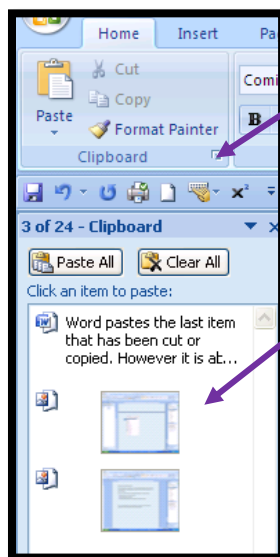 Home Insert Pa
Cut
Copy
Paste
Format Painter
Comi
B
Clipboard
3 of 24 - Clipboard
Paste All Clear All
Click an item to paste:
Word pastes the last item
that has been cut or
copied. However it is at...